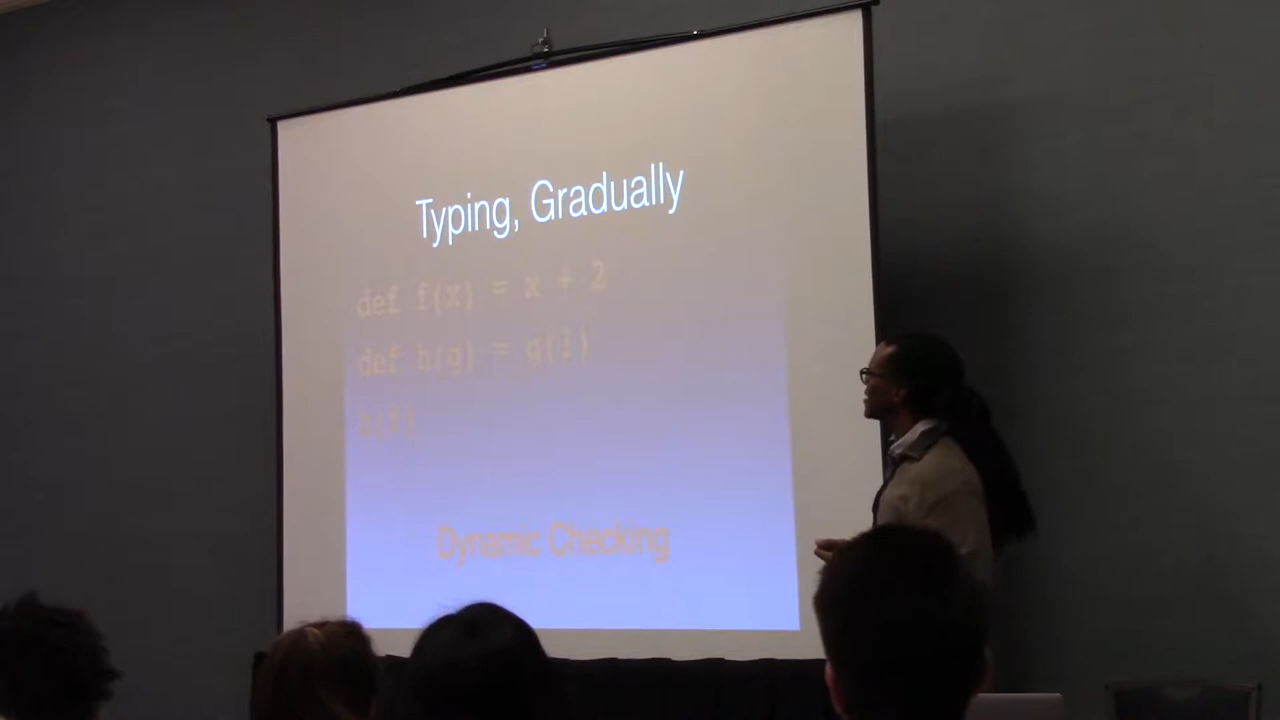 Typing, Gradually
def f(x) = x + 2
def h(g) = g(1)
h(f)
Dynamic Checking